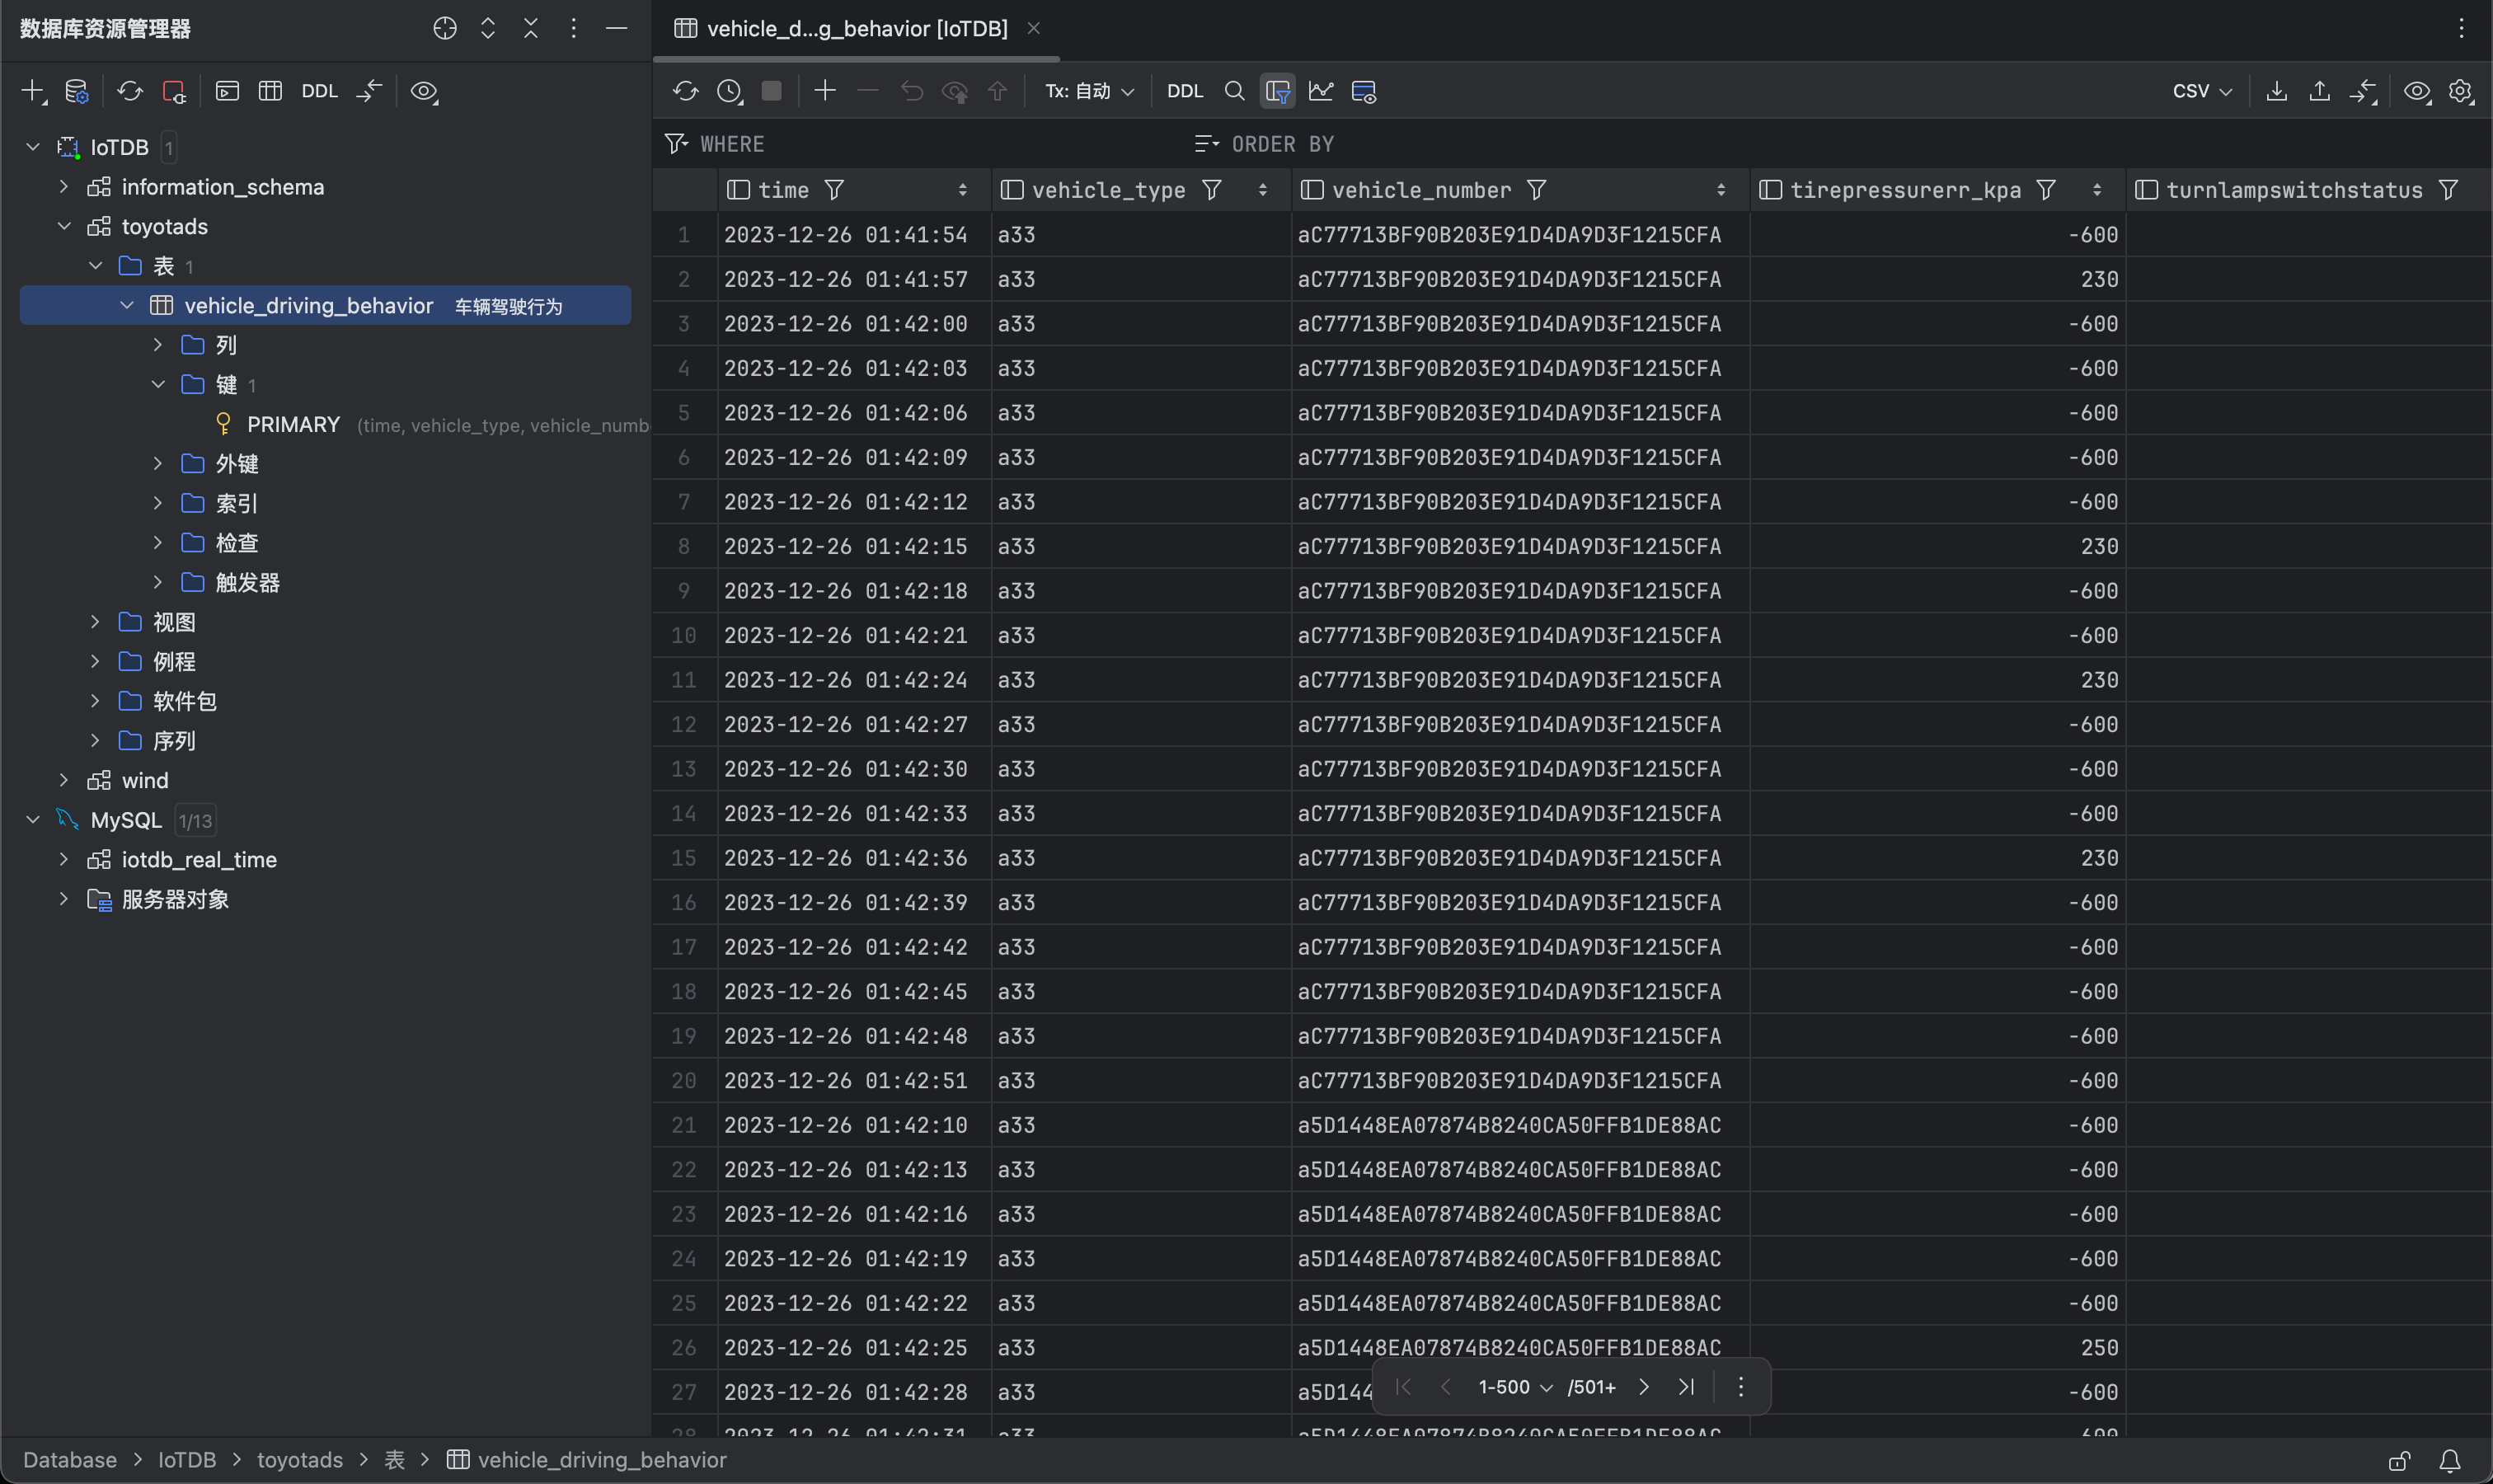 数据库资源管理器
DDL
IoTDB 1
information_schema
toyotads
表 1
vehicle_driving_behavior 车辆驾驶行为
列
键 1
PRIMARY (time, vehicle_type, vehicle_numb
外键
索引
检查
触发器
视图
例程
软件包
序列
wind
MySQL 1/13
iotdb_real_time
服务器对象
vehicle_d...g_behavior [IoTDB]
Tx: 自动 DDL CSV
WHERE ORDER BY
time vehicle_type vehicle_number tirepressurerr_kpa turnlampswitchstatus
1 2023-12-26 01:41:54 a33 aC77713BF90B203E91D4DA9D3F1215CFA -600
2 2023-12-26 01:41:57 a33 aC77713BF90B203E91D4DA9D3F1215CFA 230
3 2023-12-26 01:42:00 a33 aC77713BF90B203E91D4DA9D3F1215CFA -600
4 2023-12-26 01:42:03 a33 aC77713BF90B203E91D4DA9D3F1215CFA -600
5 2023-12-26 01:42:06 a33 aC77713BF90B203E91D4DA9D3F1215CFA -600
6 2023-12-26 01:42:09 a33 aC77713BF90B203E91D4DA9D3F1215CFA -600
7 2023-12-26 01:42:12 a33 aC77713BF90B203E91D4DA9D3F1215CFA -600
8 2023-12-26 01:42:15 a33 aC77713BF90B203E91D4DA9D3F1215CFA 230
9 2023-12-26 01:42:18 a33 aC77713BF90B203E91D4DA9D3F1215CFA -600
10 2023-12-26 01:42:21 a33 aC77713BF90B203E91D4DA9D3F1215CFA -600
11 2023-12-26 01:42:24 a33 aC77713BF90B203E91D4DA9D3F1215CFA 230
12 2023-12-26 01:42:27 a33 aC77713BF90B203E91D4DA9D3F1215CFA -600
13 2023-12-26 01:42:30 a33 aC77713BF90B203E91D4DA9D3F1215CFA -600
14 2023-12-26 01:42:33 a33 aC77713BF90B203E91D4DA9D3F1215CFA -600
15 2023-12-26 01:42:36 a33 aC77713BF90B203E91D4DA9D3F1215CFA 230
16 2023-12-26 01:42:39 a33 aC77713BF90B203E91D4DA9D3F1215CFA -600
17 2023-12-26 01:42:42 a33 aC77713BF90B203E91D4DA9D3F1215CFA -600
18 2023-12-26 01:42:45 a33 aC77713BF90B203E91D4DA9D3F1215CFA -600
19 2023-12-26 01:42:48 a33 aC77713BF90B203E91D4DA9D3F1215CFA -600
20 2023-12-26 01:42:51 a33 aC77713BF90B203E91D4DA9D3F1215CFA -600
21 2023-12-26 01:42:10 a33 a5D1448EA07874B8240CA50FFB1DE88AC -600
22 2023-12-26 01:42:13 a33 a5D1448EA07874B8240CA50FFB1DE88AC -600
23 2023-12-26 01:42:16 a33 a5D1448EA07874B8240CA50FFB1DE88AC -600
24 2023-12-26 01:42:19 a33 a5D1448EA07874B8240CA50FFB1DE88AC -600
25 2023-12-26 01:42:22 a33 a5D1448EA07874B8240CA50FFB1DE88AC -600
26 2023-12-26 01:42:25 a33 a5D1448EA07874B8240CA50FFB1DE88AC 250
27 2023-12-26 01:42:28 a33 a5D144 -600
1-500 /501+
28 2023-12-26 01:42:31 a33 a5D1448EA07874B8240CA50FFB1DE88AC -600
Database > IoTDB > toyotads > 表 > vehicle_driving_behavior